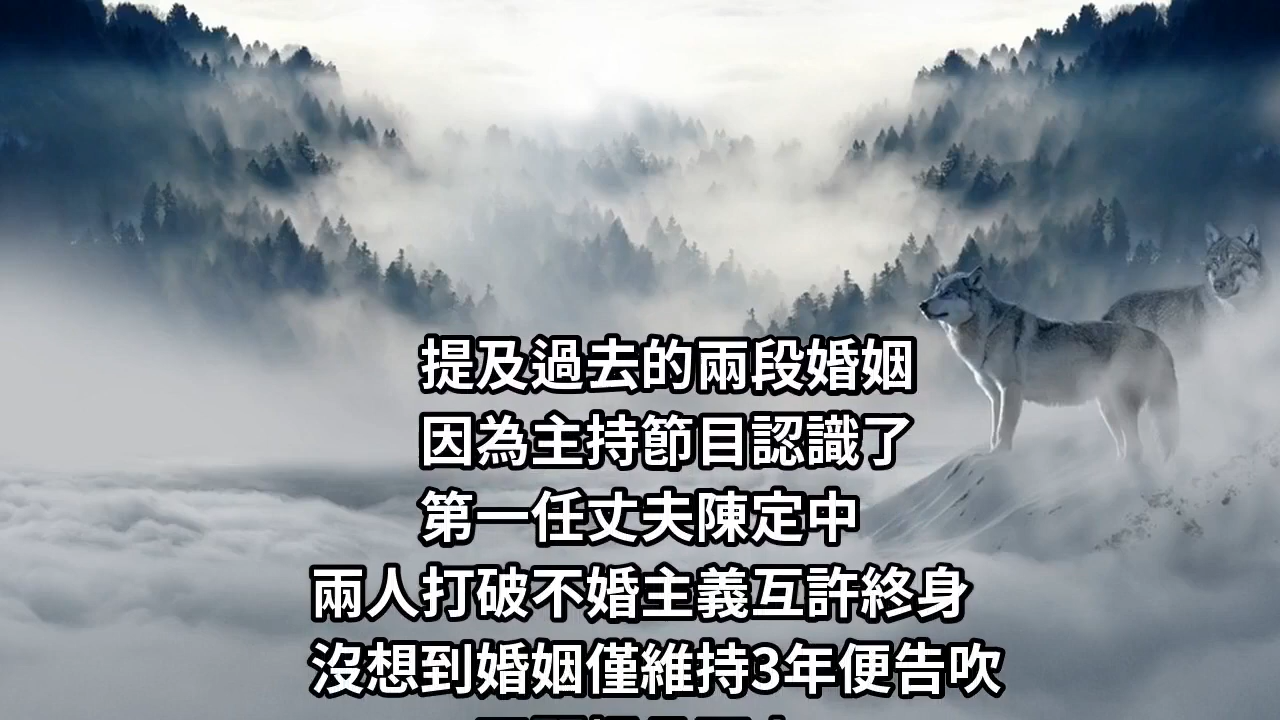 提及過去的兩段婚姻
因為主持節目認識了
第一任丈夫陳定中
兩人打破不婚主義互許終身
沒想到婚姻僅維持3年便告吹